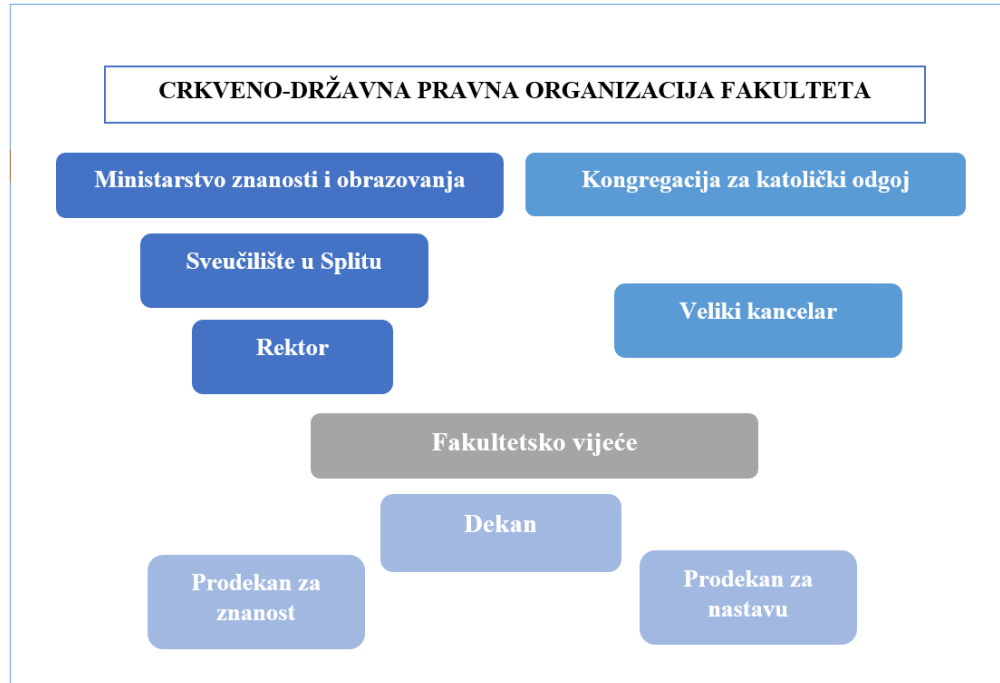 CRKVENO-DRŽAVNA PRAVNA ORGANIZACIJA FAKULTETA
Ministarstvo znanosti i obrazovanja
Kongregacija za katolički odgoj
Sveučilište u Splitu
Veliki kancelar
Rektor
Fakultetsko vijeće
Dekan
Prodekan za
znanost
Prodekan za
nastavu